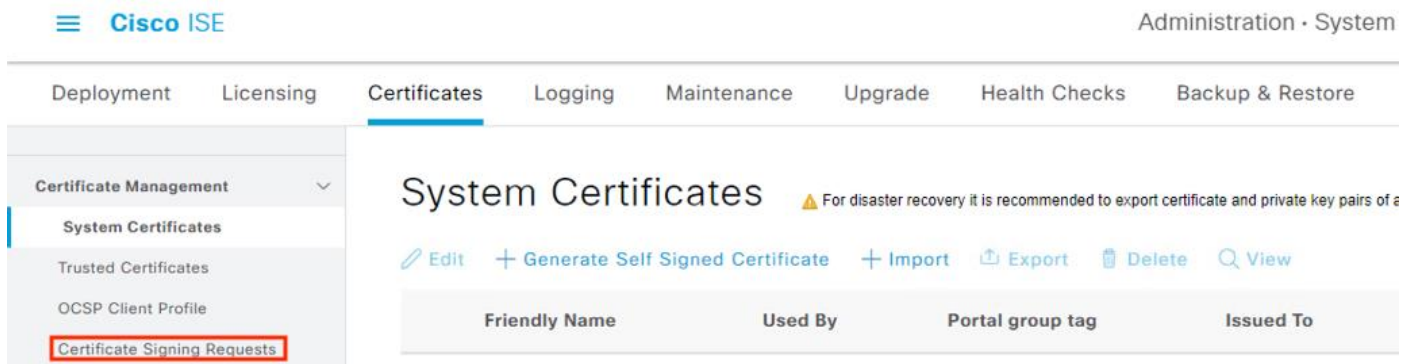 Cisco ISE
Administration · System
Deployment Licensing Certificates Logging Maintenance Upgrade Health Checks Backup & Restore
Certificate Management
System Certificates
Trusted Certificates
OCSP Client Profile
Certificate Signing Requests
System Certificates
For disaster recovery it is recommended to export certificate and private key pairs of a
Edit + Generate Self Signed Certificate + Import Export Delete View
Friendly Name Used By Portal group tag Issued To